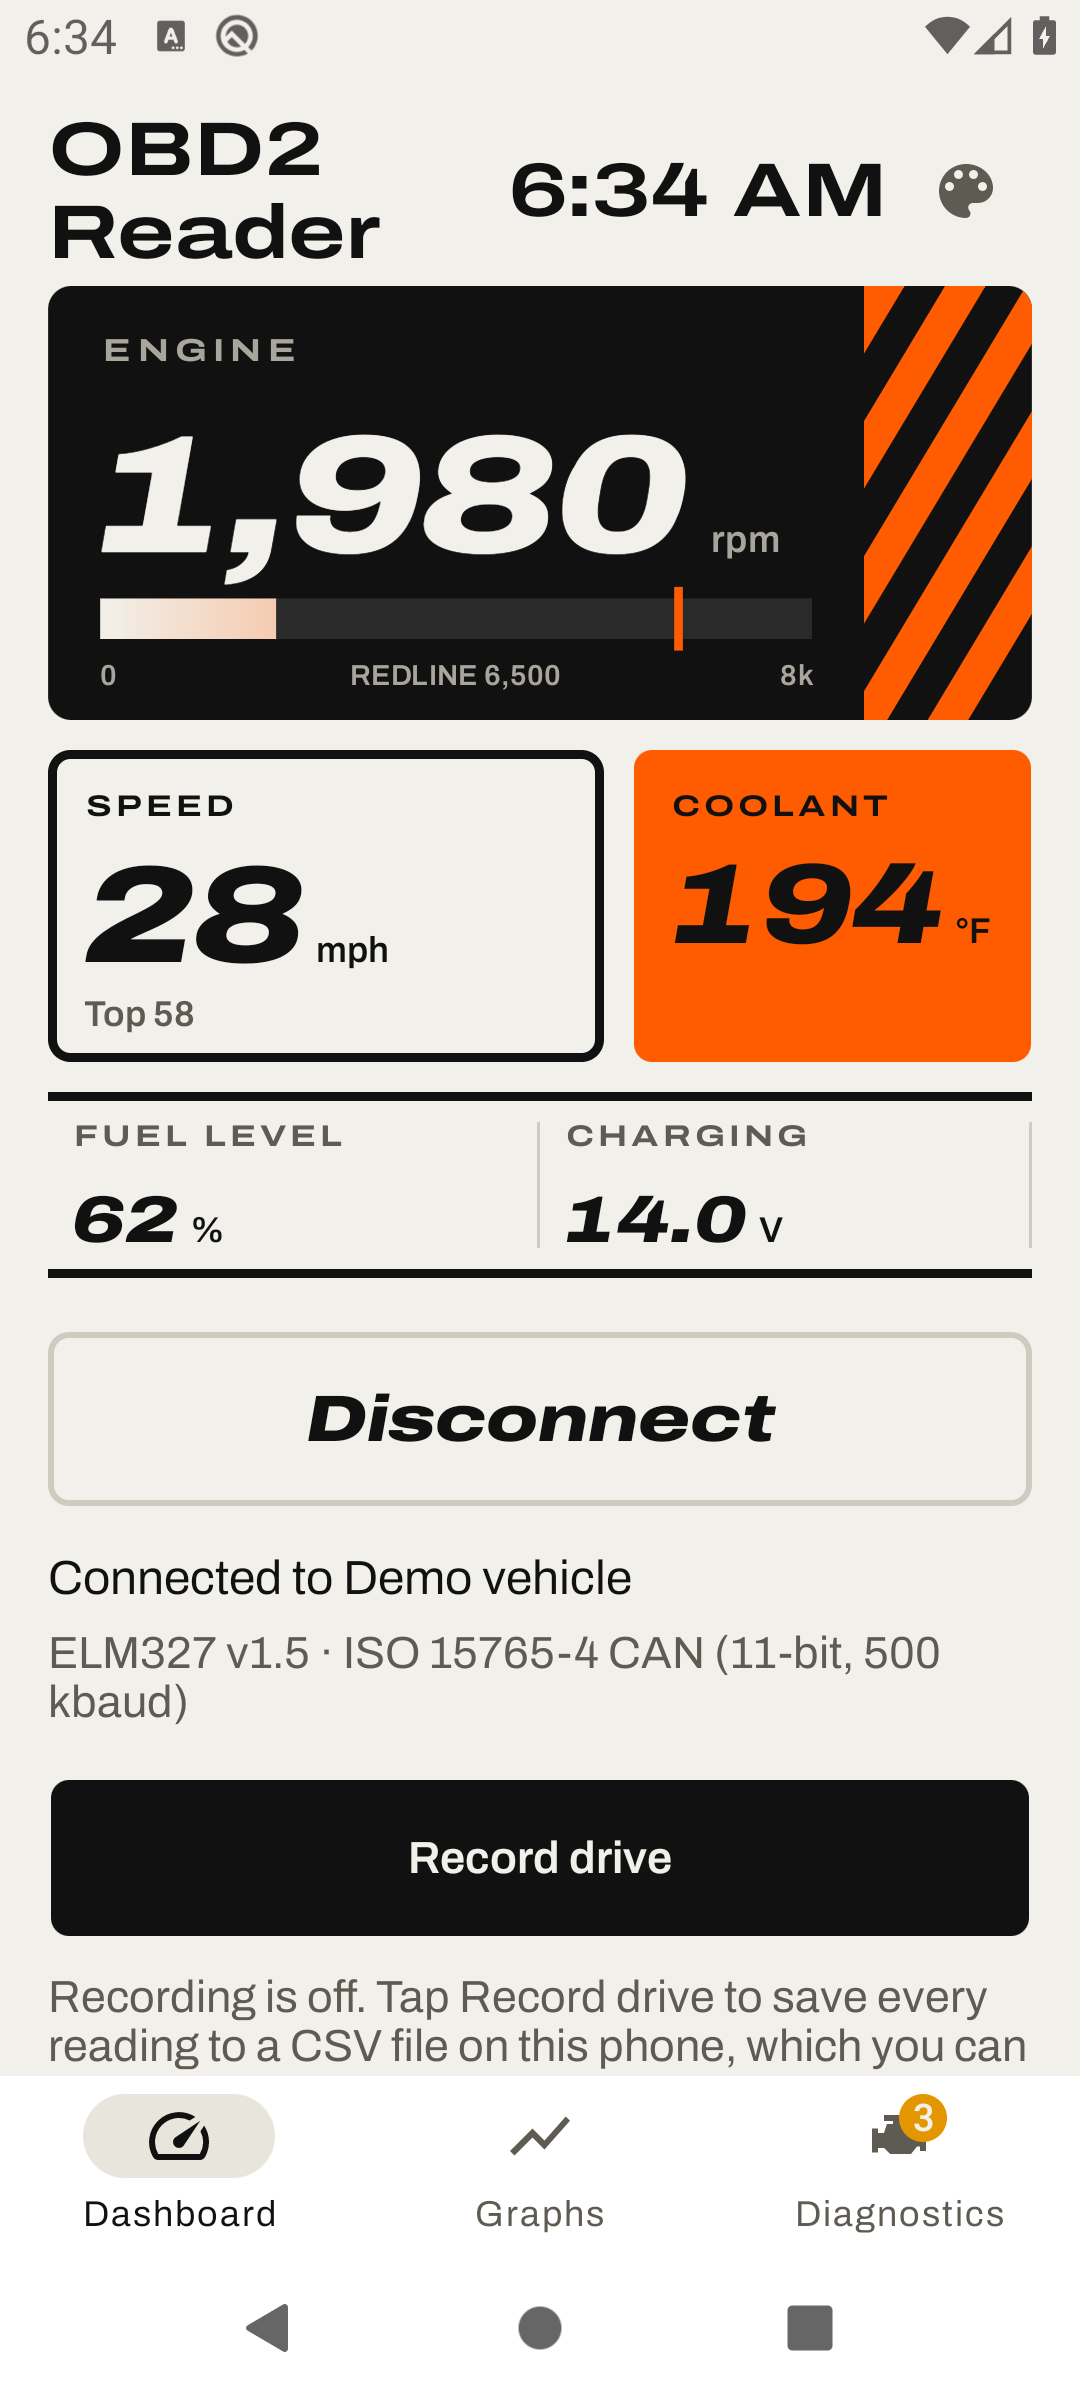 6:34
OBD2
Reader
6:34 AM
ENGINE
1,980 rpm
0 REDLINE 6,500 8k
SPEED
28 mph
Top 58
COOLANT
194 °F
FUEL LEVEL
62 %
CHARGING
14.0 V
Disconnect
Connected to Demo vehicle
ELM327 v1.5 · ISO 15765-4 CAN (11-bit, 500
kbaud)
Record drive
Recording is off. Tap Record drive to save every
reading to a CSV file on this phone, which you can
3
Dashboard
Graphs
Diagnostics